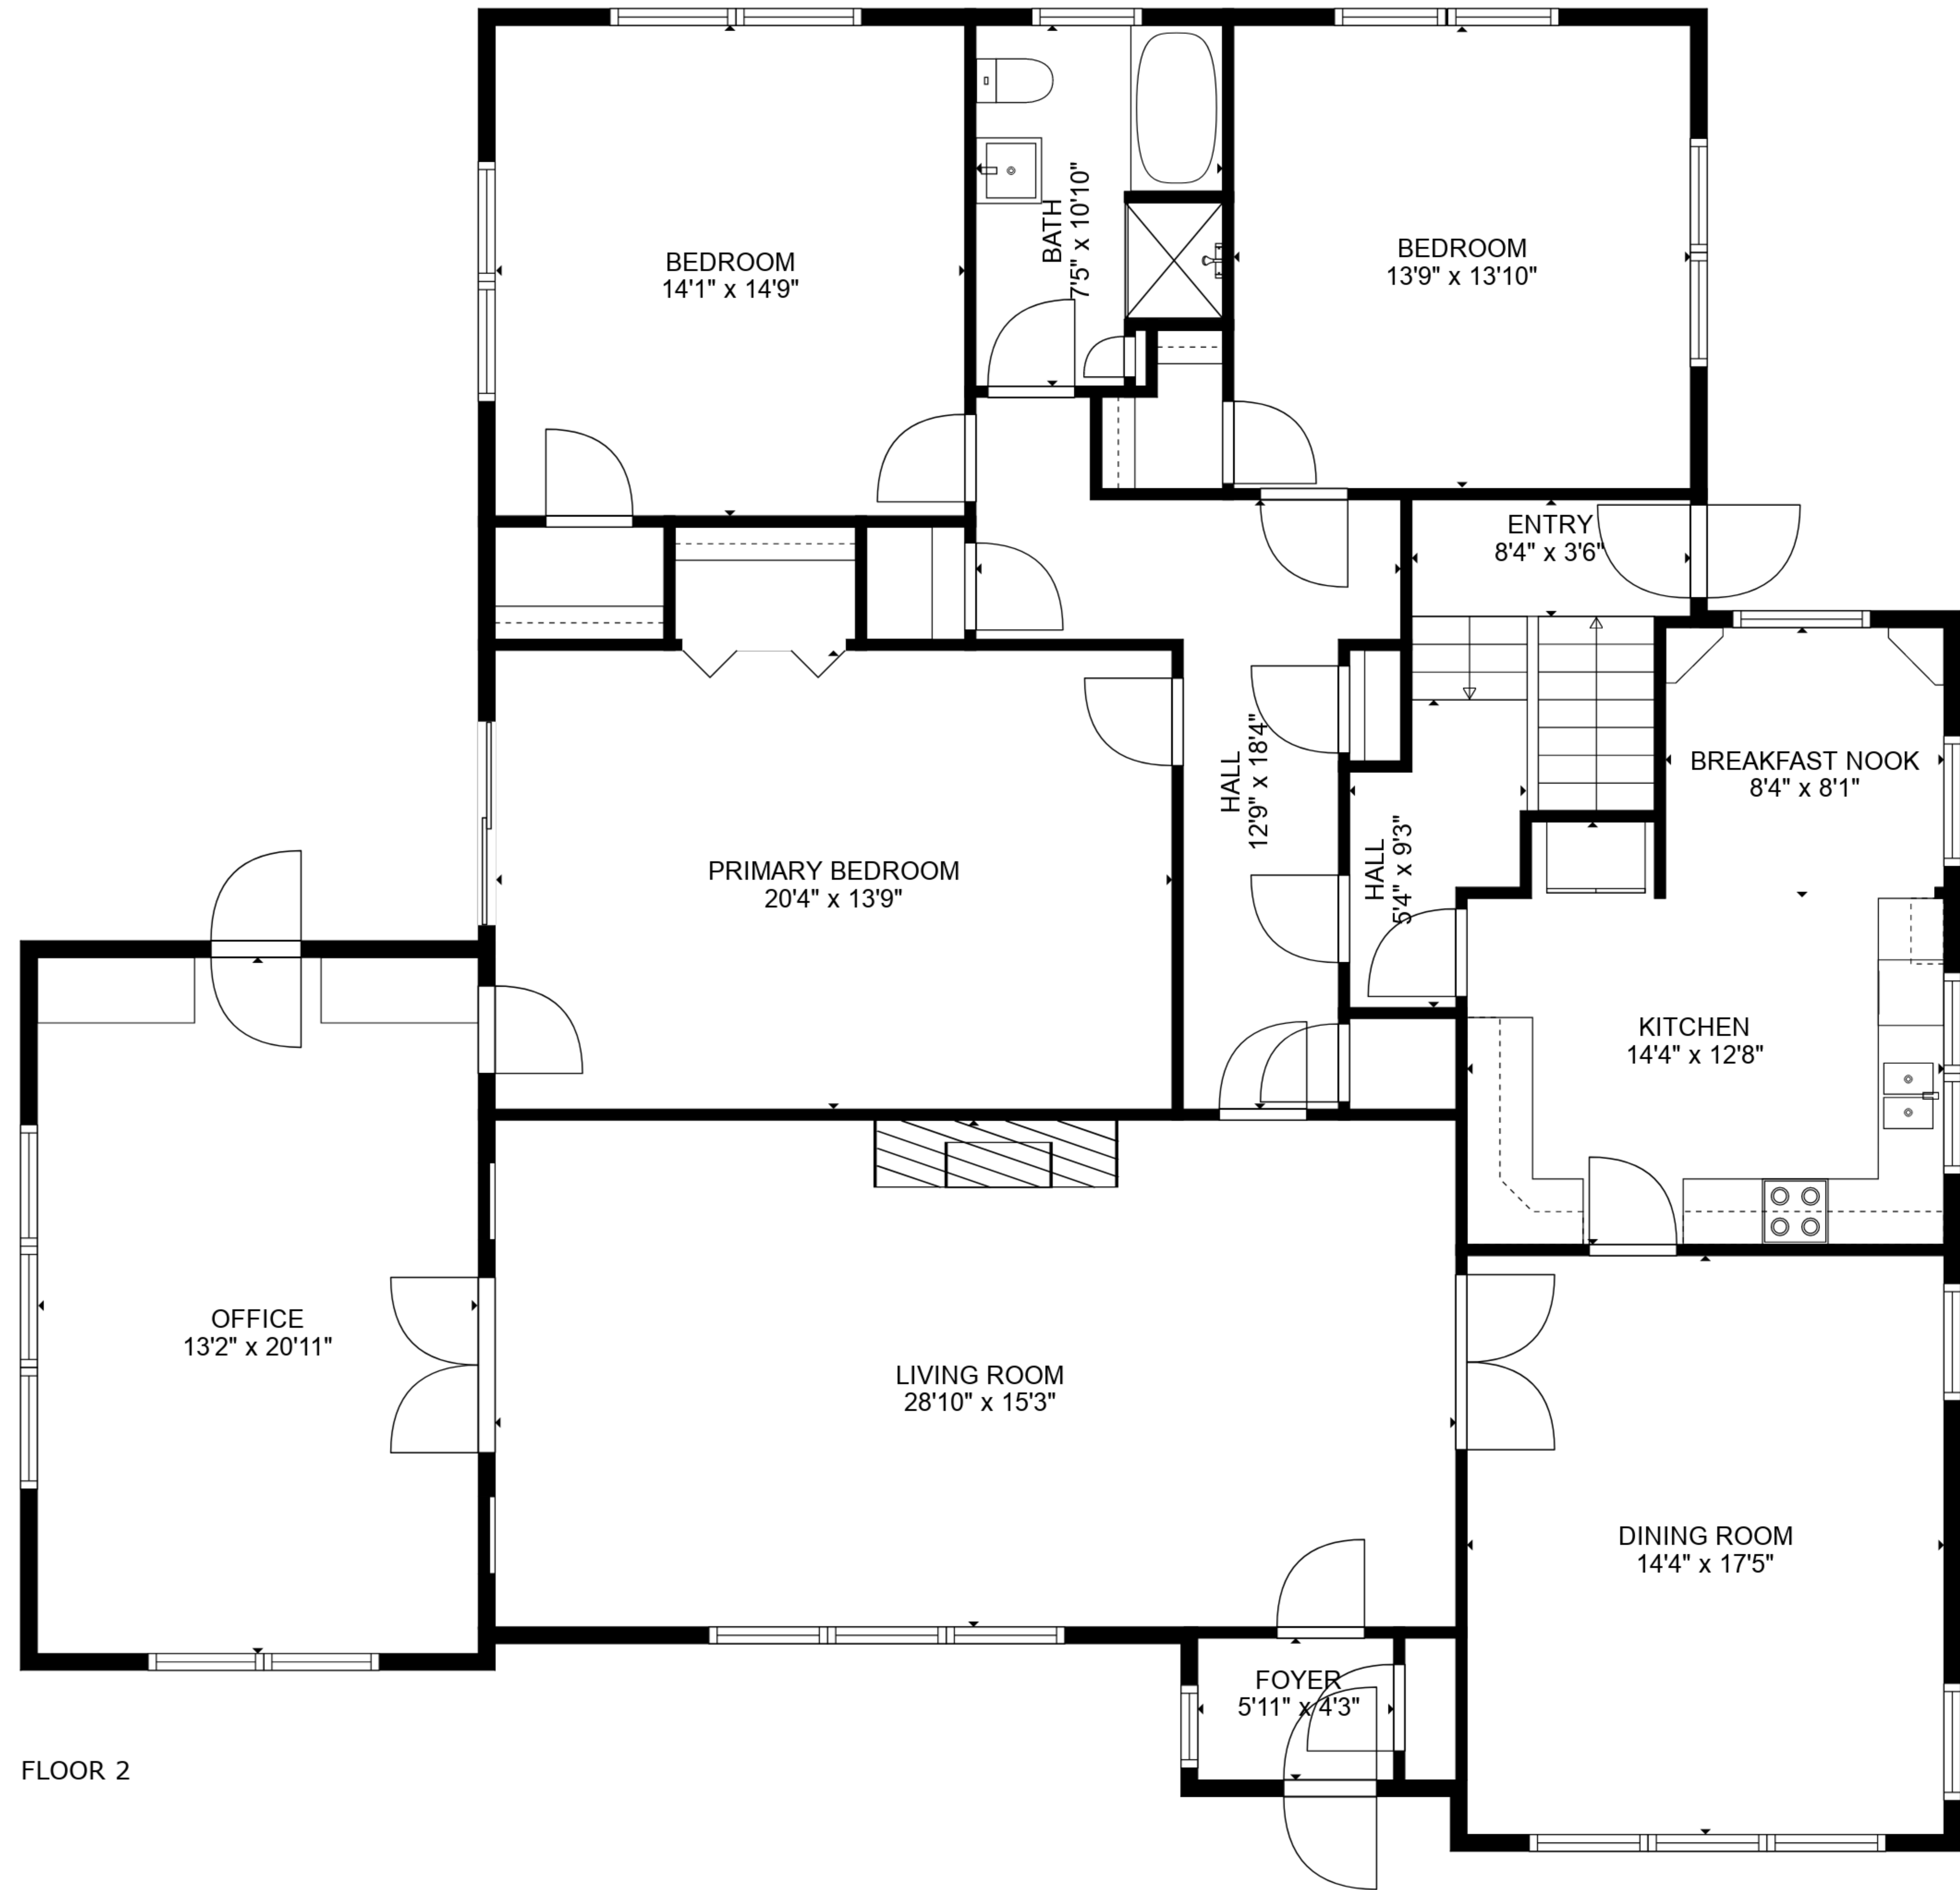 BEDROOM
14'1" x 14'9"
BATH
7'5" x 10'10"
BEDROOM
13'9" x 13'10"
ENTRY
8'4" x 3'6"
BREAKFAST NOOK
8'4" x 8'1"
HALL
12'9" x 18'4"
HALL
5'4" x 9'3"
PRIMARY BEDROOM
20'4" x 13'9"
KITCHEN
14'4" x 12'8"
OFFICE
13'2" x 20'11"
LIVING ROOM
28'10" x 15'3"
DINING ROOM
14'4" x 17'5"
FOYER
5'11" x 4'3"
FLOOR 2